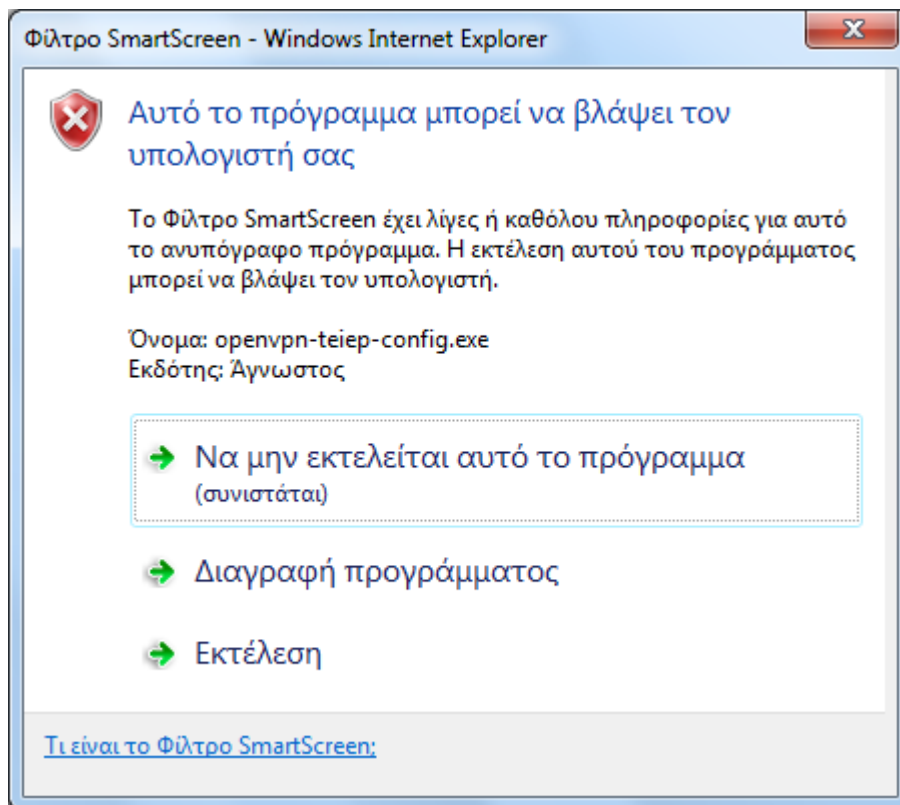 Φίλτρο SmartScreen - Windows Internet Explorer
Αυτό το πρόγραμμα μπορεί να βλάψει τον
υπολογιστή σας
Το Φίλτρο SmartScreen έχει λίγες ή καθόλου πληροφορίες για αυτό
το ανυπόγραφο πρόγραμμα. Η εκτέλεση αυτού του προγράμματος
μπορεί να βλάψει τον υπολογιστή.
Όνομα: openvpn-teiep-config.exe
Εκδότης: Άγνωστος
Να μην εκτελείται αυτό το πρόγραμμα
(συνιστάται)
Διαγραφή προγράμματος
Εκτέλεση
Τι είναι το Φίλτρο SmartScreen;